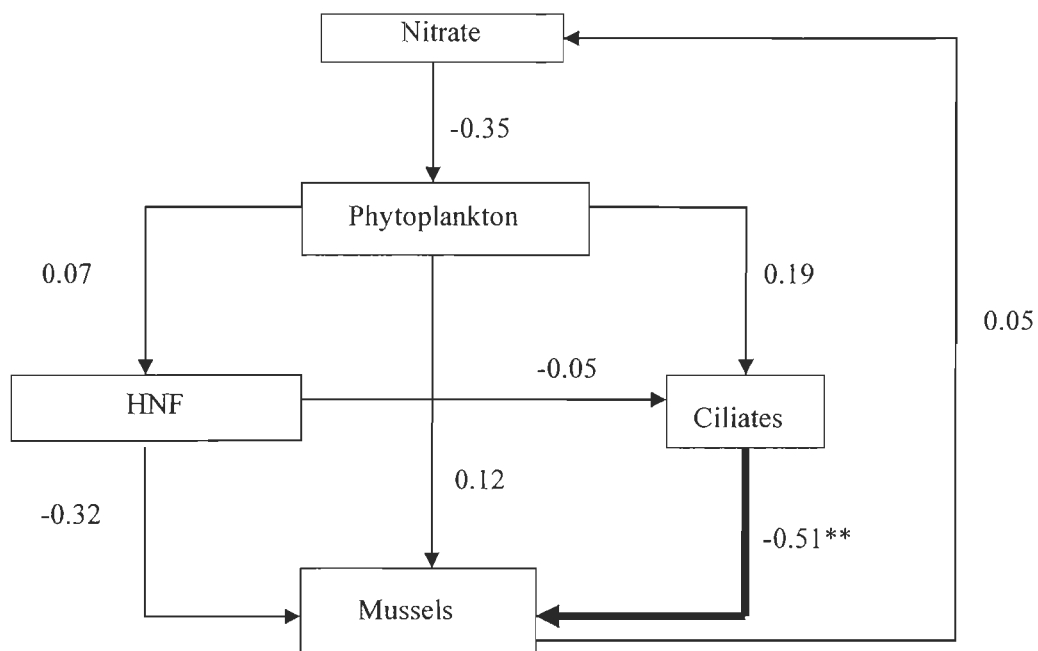 Nitrate
-0.35
Phytoplankton
0.07
0.19
0.05
-0.05
HNF
Ciliates
0.12
-0.32
-0.51**
Mussels